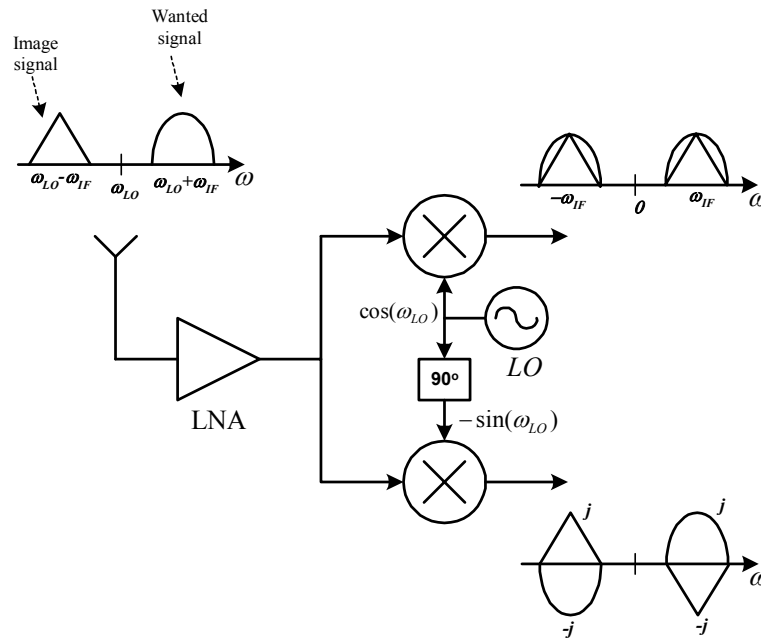 Wanted signal
Image signal
ω_LO-ω_IF
ω_LO
ω_LO+ω_IF
ω
-ω_IF
0
ω_IF
ω
cos(ω_LO)
LO
90°
LNA
−sin(ω_LO)
j
j
-j
-j
ω